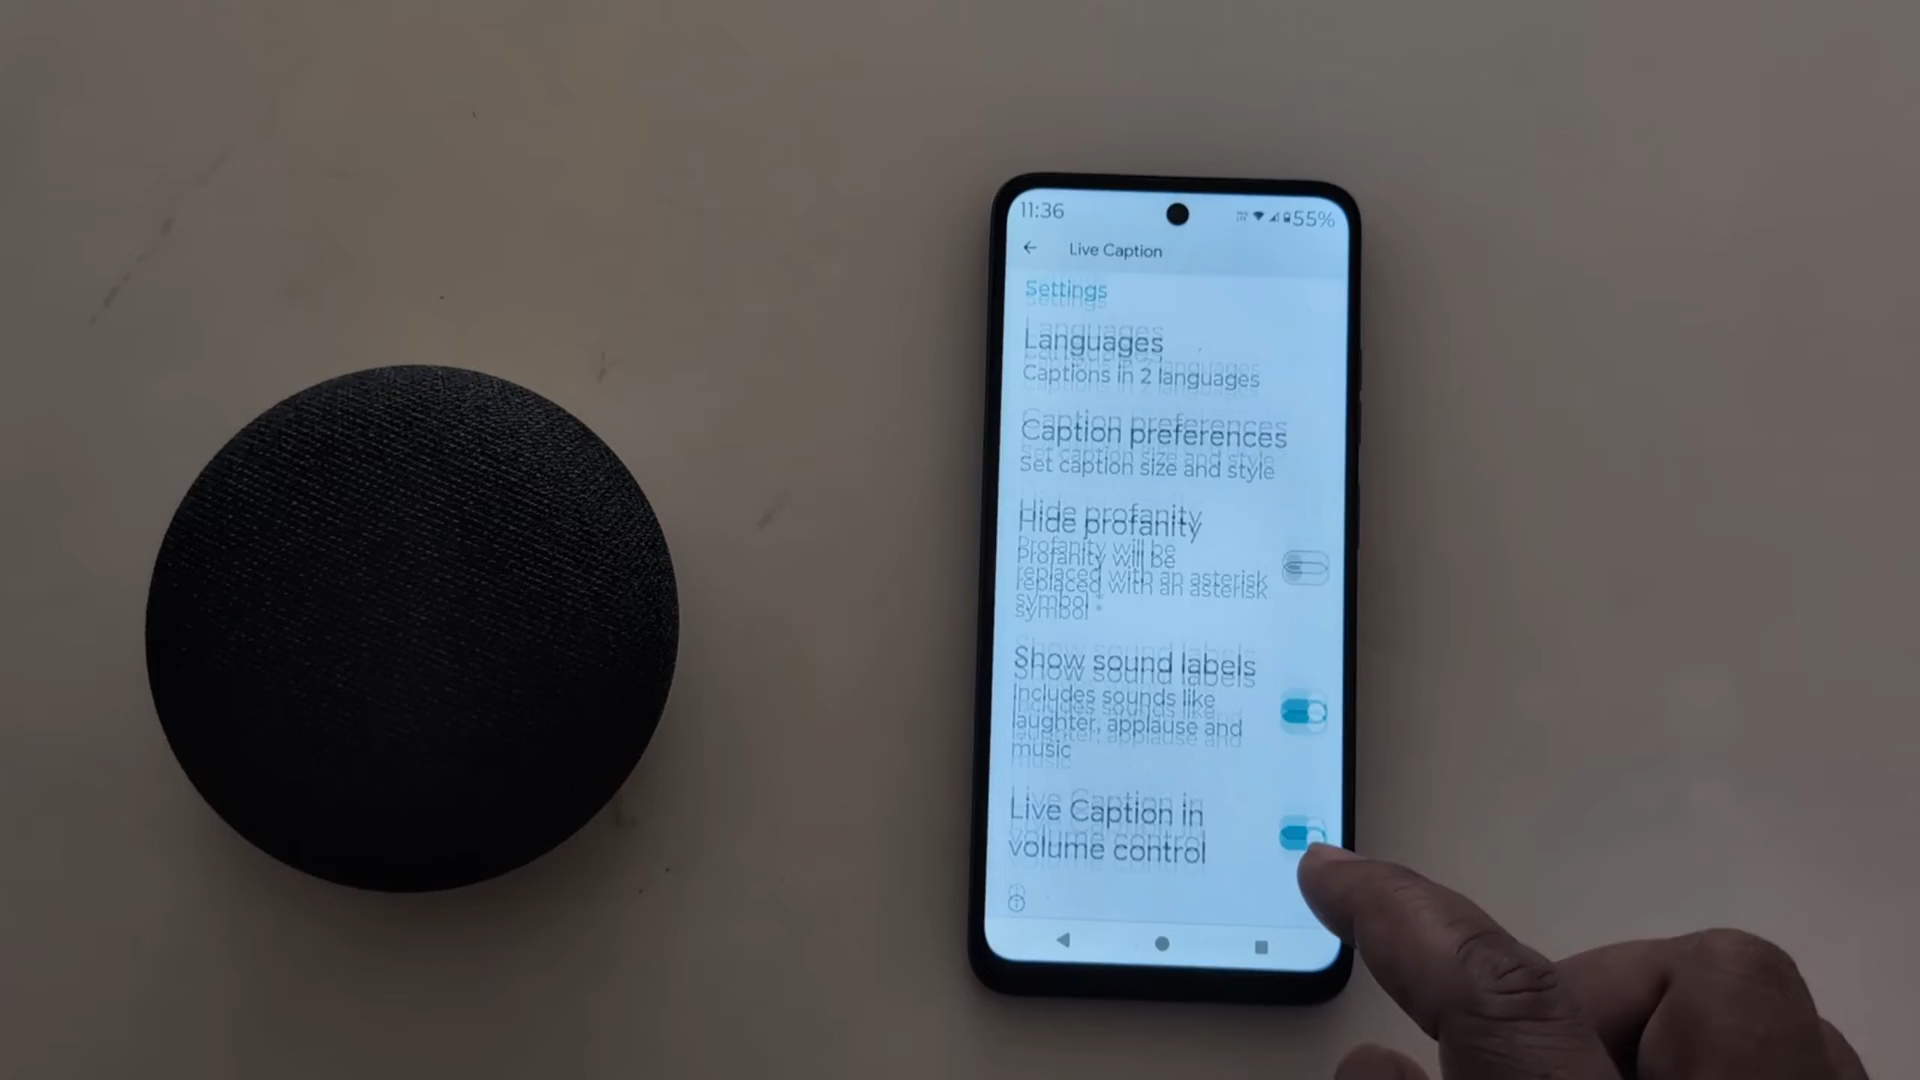 11:36
55%
Live Caption
Settings
Languages
Captions in 2 languages
Caption preferences
Set caption size and style
Hide profanity
Profanity will be
replaced with an asterisk
symbol *
Show sound labels
Includes sounds like
laughter, applause and
music
Live Caption in
volume control